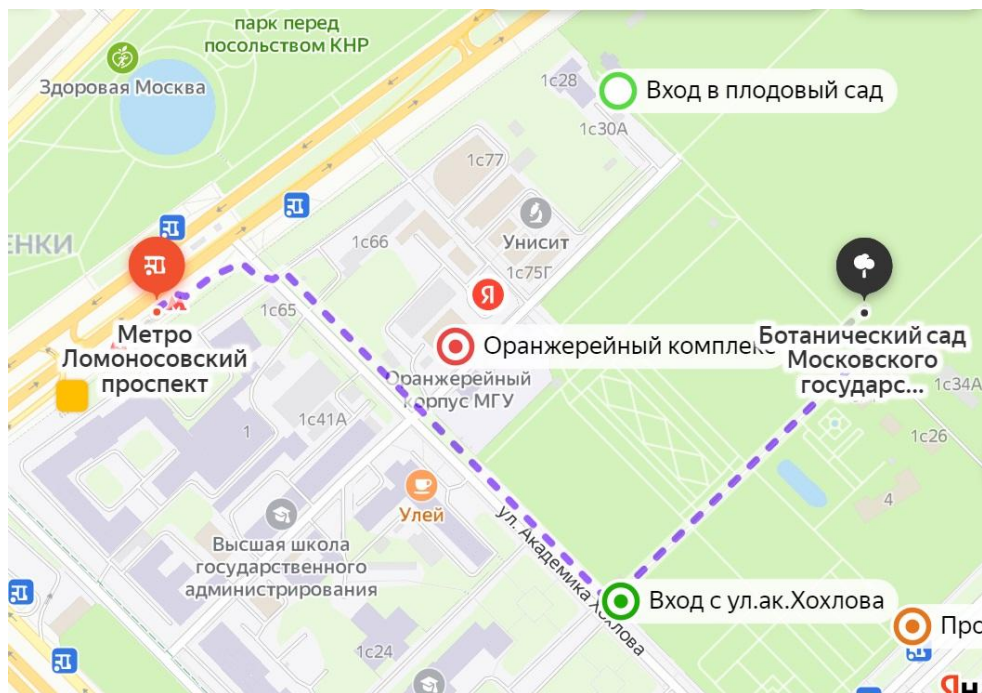 парк перед
посольством КНР
Здоровая Москва
1с28
Вход в плодовый сад
1с30А
1с77
ЕНКИ
1с66
Унисит
1с75Г
Я
1с65
Метро
Ломоносовский
проспект
Оранжерейный комплекс
Ботанический сад
Московского
государс...
Оранжерейный
корпус МГУ
1с34А
1с41А
1
1с26
4
Улей
ул. Академика Хохлова
Высшая школа
государственного
администрирования
Вход с ул.ак.Хохлова
Про
1с24
Ян